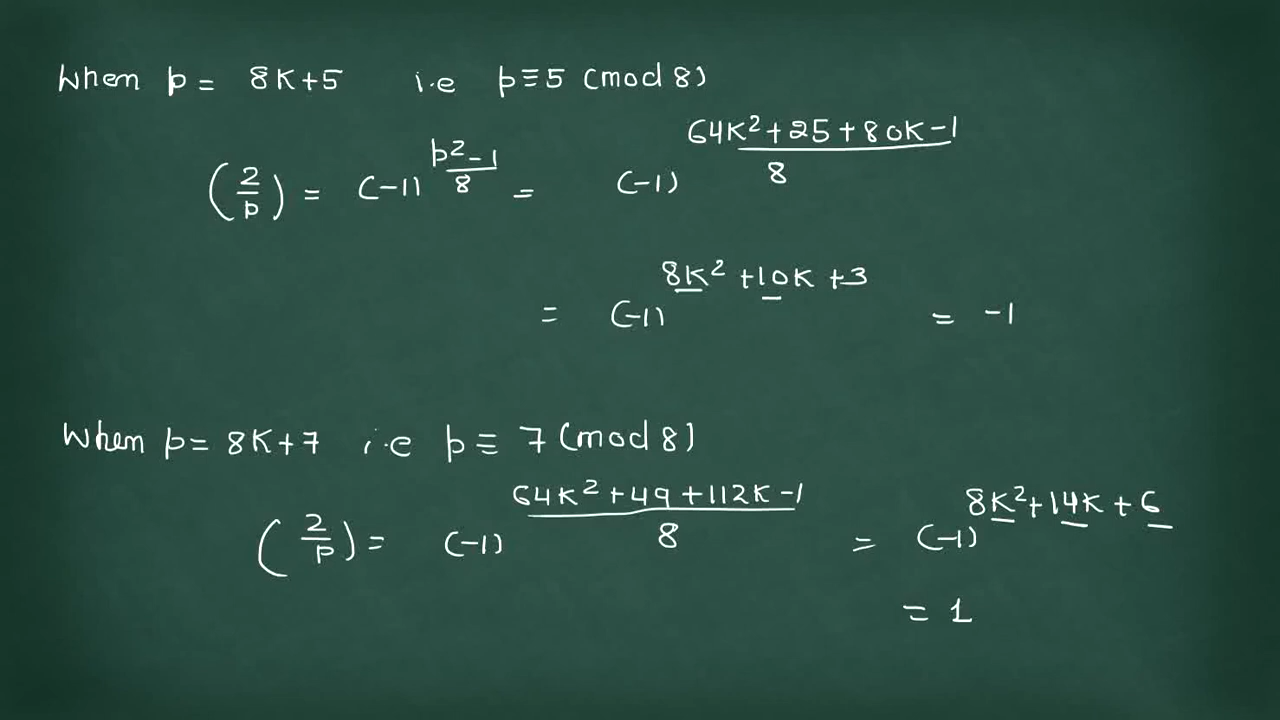 When p = 8K+5 i.e p≡5 (mod 8)
(2/p) = (-1)^((p²-1)/8) = (-1)^((64K²+25+80K-1)/8)
= (-1)^(8K²+10K+3) = -1
When p= 8K+7 i.e p ≡ 7 (mod 8)
(2/p) = (-1)^((64K²+49+112K-1)/8) = (-1)^(8K²+14K+6)
= 1